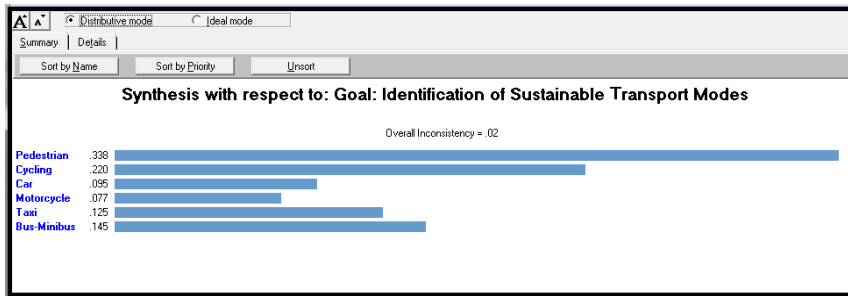 A A Distributive mode Ideal mode
Summary Details
Sort by Name Sort by Priority Unsort
Synthesis with respect to: Goal: Identification of Sustainable Transport Modes
Overall Inconsistency = .02
Pedestrian .338
Cycling .220
Car .095
Motorcycle .077
Taxi .125
Bus-Minibus .145